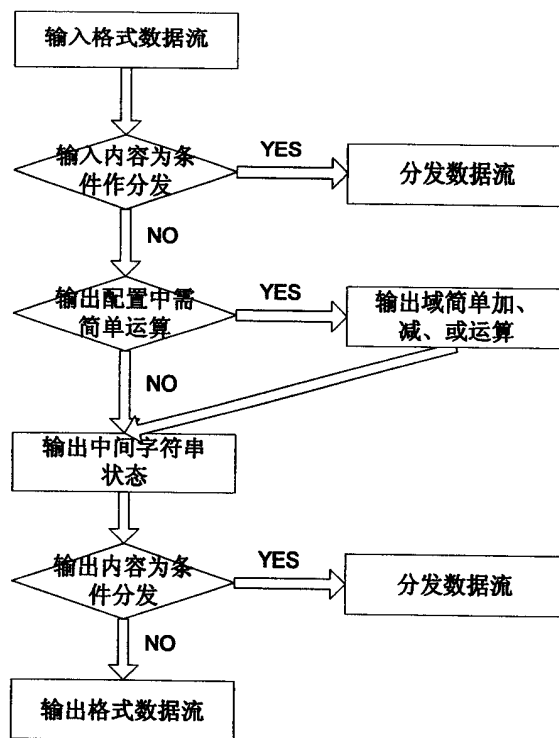 输入格式数据流
输入内容为条
件作分发
YES
分发数据流
NO
输出配置中需
简单运算
YES
输出域简单加、
减、或运算
NO
输出中间字符串
状态
输出内容为条
件分发
YES
分发数据流
NO
输出格式数据流